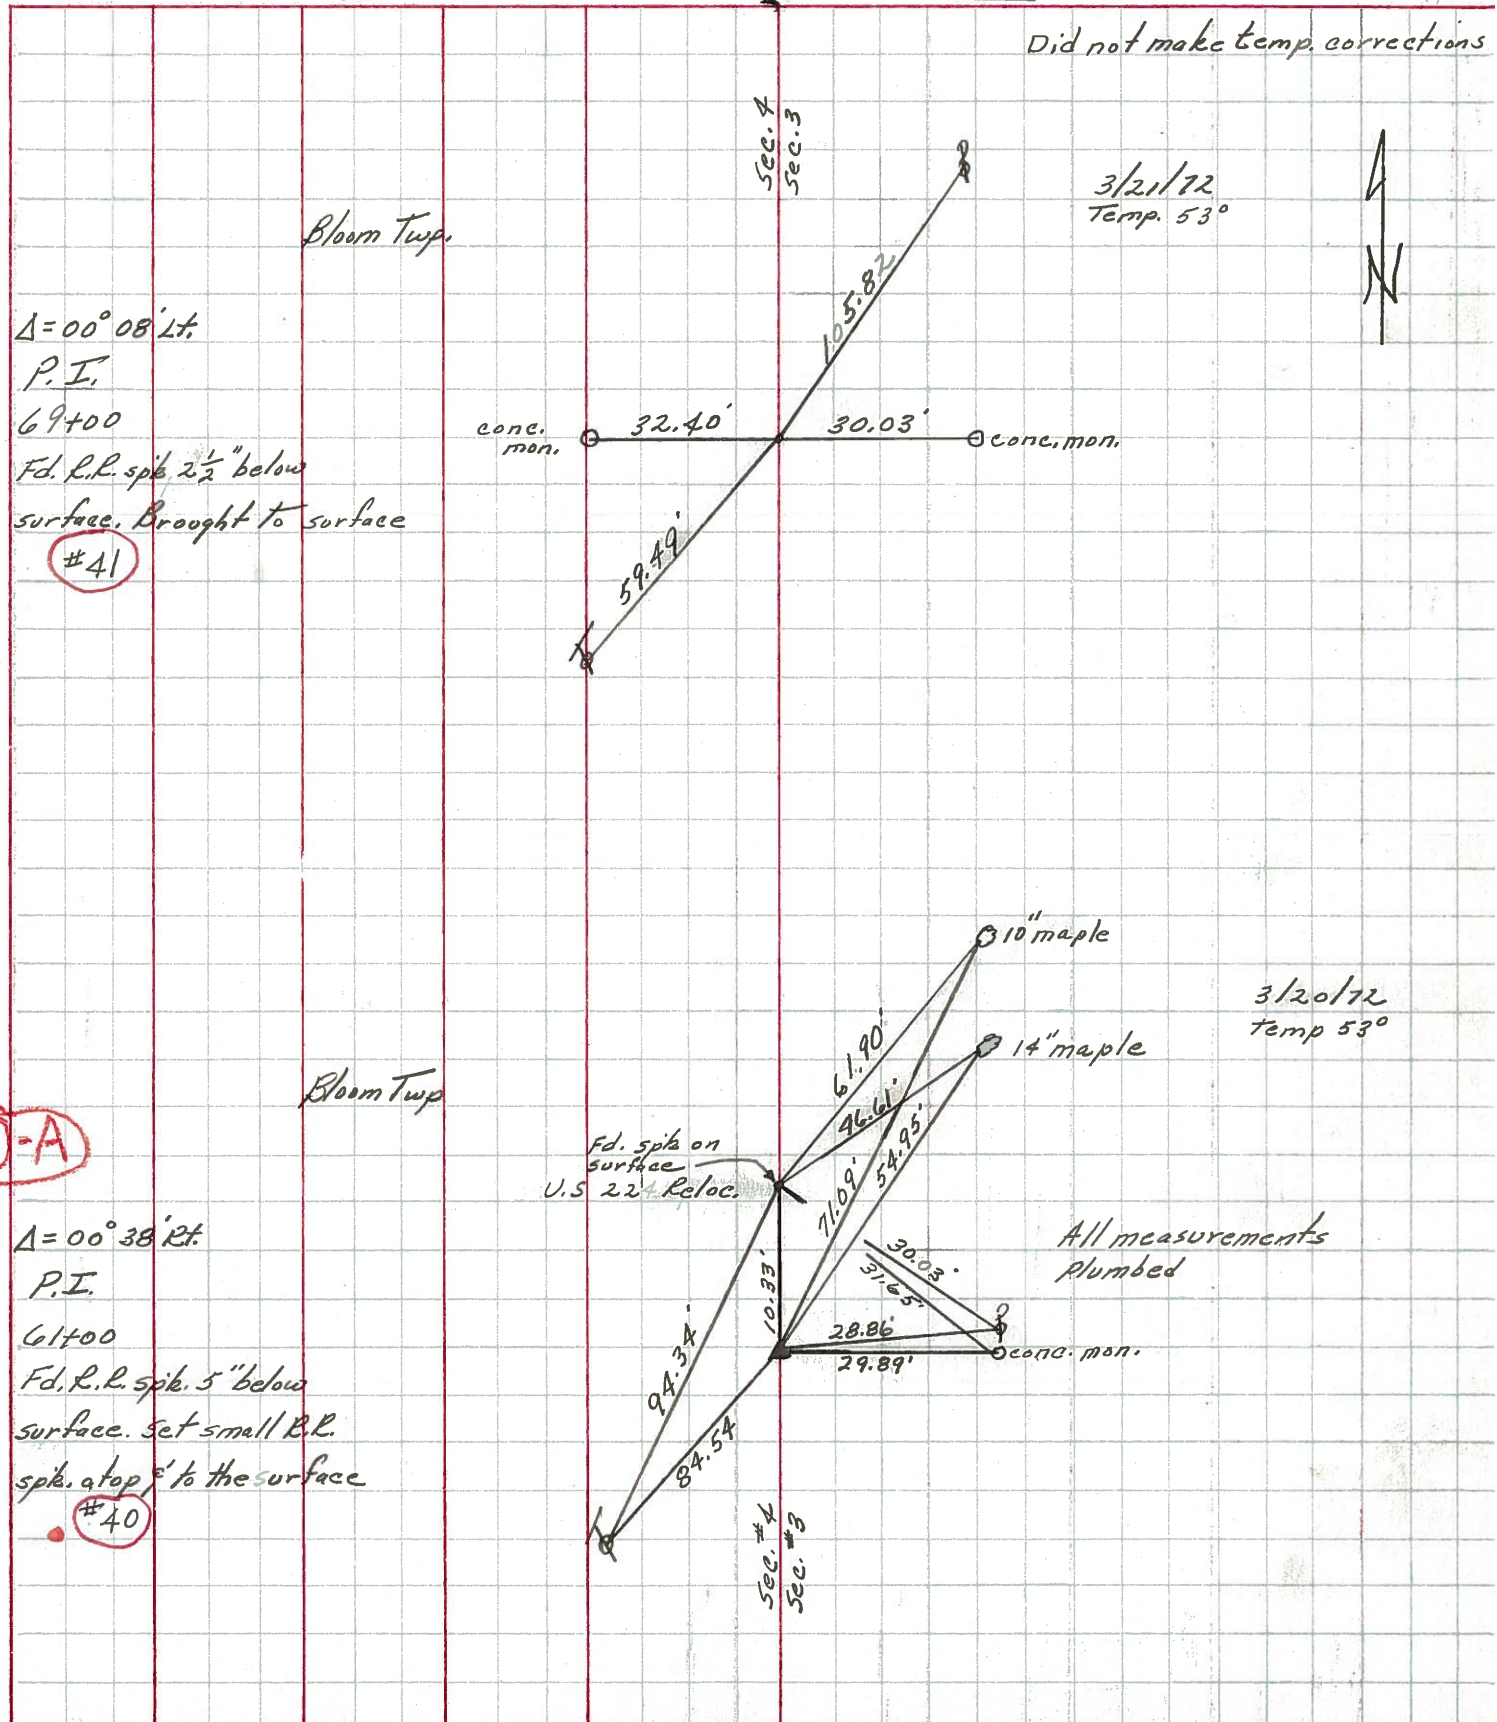 Did not make temp. corrections
Sec. 4
Sec. 3
3/21/72
Temp. 53°
N
Bloom Twp.
105.82
Δ=00°08' Lt.
P.I.
69+00
Fd. R.R. spk. 2½" below
surface. Brought to surface
#41
conc.
mon.
32.40'
30.03'
conc. mon.
59.49'
10" maple
3/20/72
Temp 53°
14" maple
61.90'
46.61'
Bloom Twp
-A
Fd. spk on
surface
U.S 224 Reloc.
71.09'
54.95'
Δ=00°38' Rt.
P.I.
61+00
Fd. R.R. spk. 5" below
surface. Set small R.R.
spk. atop & to the surface
#40
All measurements
Plumbed
30.03'
31.65'
10.33'
28.86'
29.89'
conc. mon.
94.34'
84.54
Sec. #4
Sec. #3